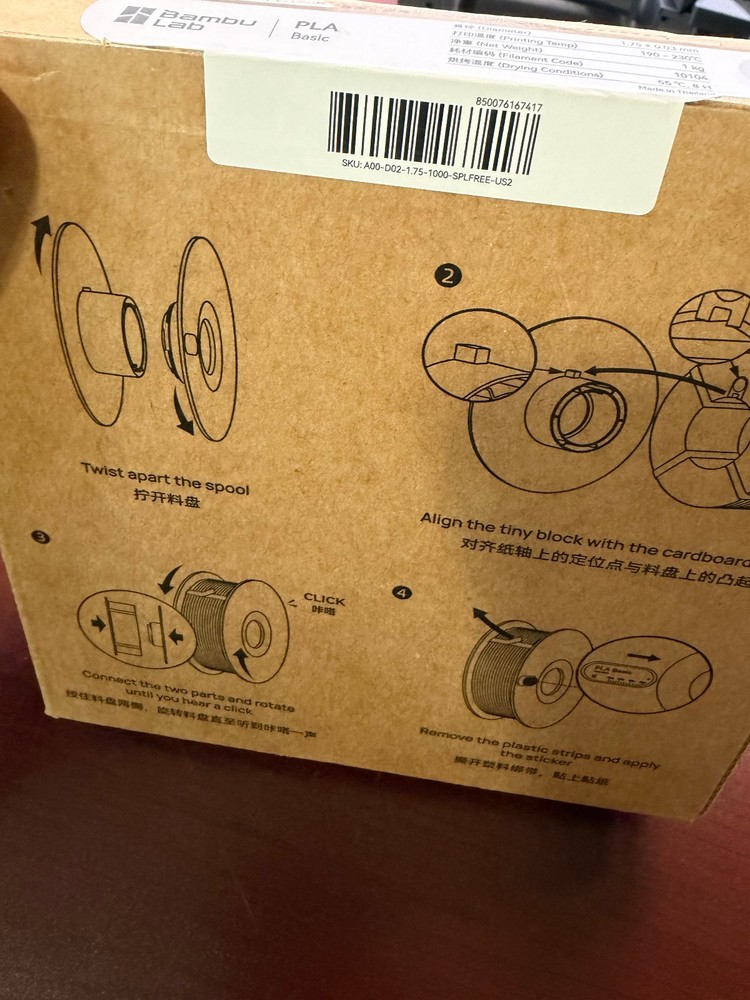 Bambu
Lab
PLA
Basic
直径 (Diameter)
1.75 ± 0.03 mm
打印温度 (Printing Temp)
190 - 230°C
净重 (Net Weight)
1 kg
耗材编码 (Filament Code)
10104
烘烤温度 (Drying Conditions)
55 °C, 8 H
Made in Thailand
850076167417
SKU: A00-D02-1.75-1000-SPLFREE-US2
Twist apart the spool
拧开料盘
2
Align the tiny block with the cardboard
对齐纸轴上的定位点与料盘上的凸起
3
CLICK
咔嗒
Connect the two parts and rotate
until you hear a click
按住料盘两侧，旋转料盘直至听到咔嗒一声
4
PLA Basic
Remove the plastic strips and apply
the sticker
撕开塑料绑带，贴上贴纸